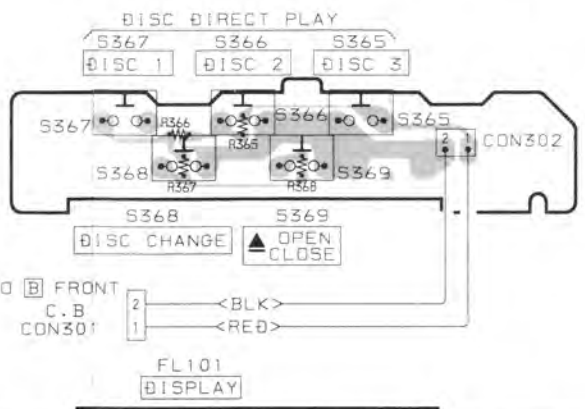 DISC DIRECT PLAY
S367 S366 S365
DISC 1 DISC 2 DISC 3
S367 R366 R365 S366 S365 2 1 CON302
S368 R367 R368 S369
S368 S369
DISC CHANGE ▲ OPEN CLOSE
B FRONT
C.B
CON301
2 <BLK>
1 <RED>
FL101
DISPLAY